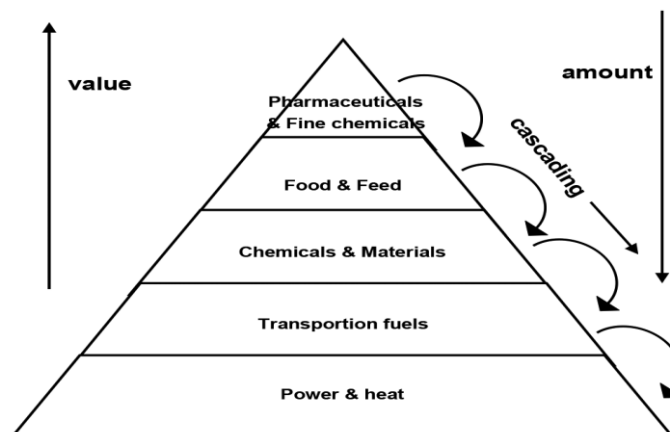 value
amount
Pharmaceuticals
& Fine chemicals
cascading
Food & Feed
Chemicals & Materials
Transportion fuels
Power & heat